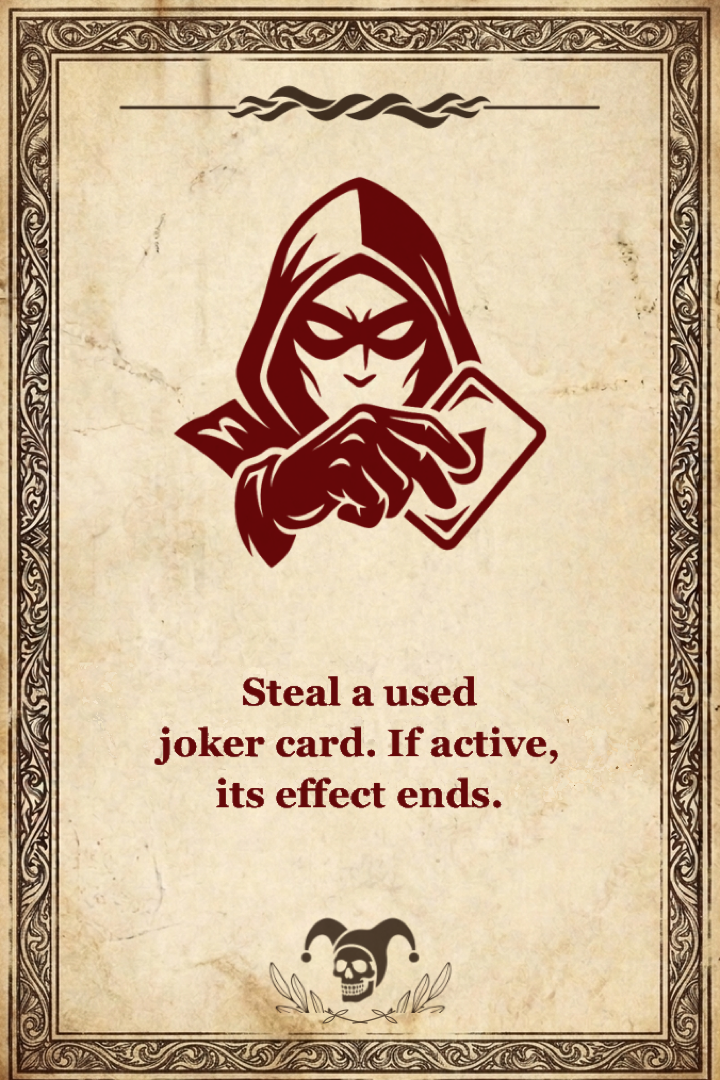 Steal a used
joker card. If active,
its effect ends.